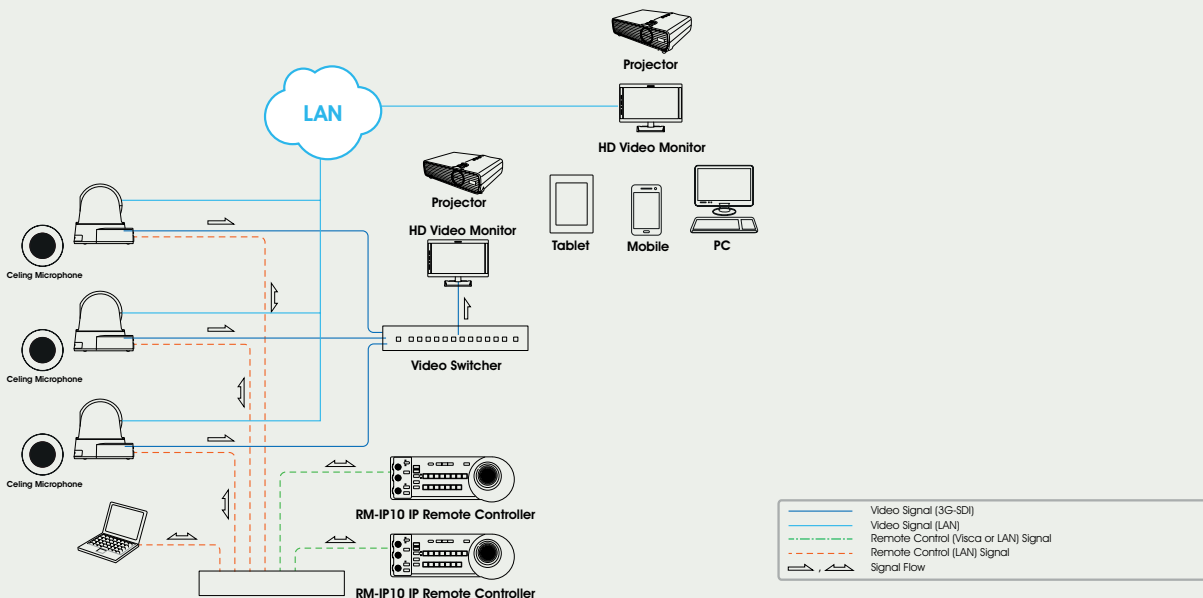 Projector
LAN
HD Video Monitor
Projector
HD Video Monitor
Tablet
Mobile
PC
Celing Microphone
Celing Microphone
Video Switcher
Celing Microphone
RM-IP10 IP Remote Controller
RM-IP10 IP Remote Controller
Video Signal (3G-SDI)
Video Signal (LAN)
Remote Control (Visca or LAN) Signal
Remote Control (LAN) Signal
, Signal Flow